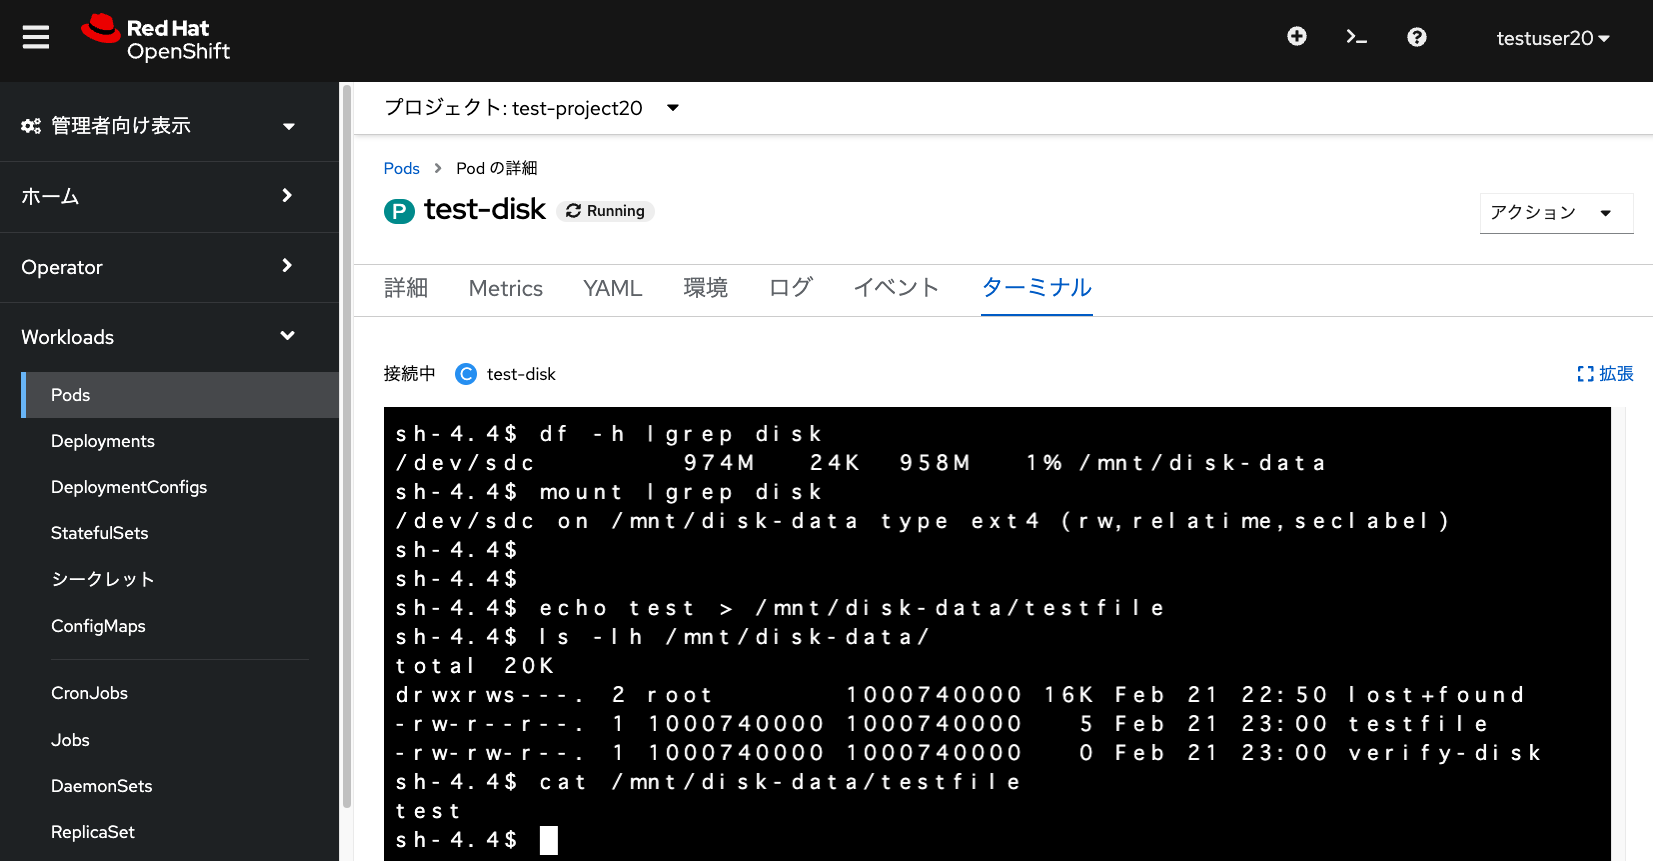 Red Hat
OpenShift
testuser20
管理者向け表示
ホーム
Operator
Workloads
Pods
Deployments
DeploymentConfigs
StatefulSets
シークレット
ConfigMaps
CronJobs
Jobs
DaemonSets
ReplicaSet
プロジェクト: test-project20
Pods > Pod の詳細
P test-disk Running
アクション
詳細 Metrics YAML 環境 ログ イベント ターミナル
接続中 C test-disk
拡張
sh-4.4$ df -h |grep disk
/dev/sdc        974M   24K  958M   1% /mnt/disk-data
sh-4.4$ mount |grep disk
/dev/sdc on /mnt/disk-data type ext4 (rw,relatime,seclabel)
sh-4.4$
sh-4.4$
sh-4.4$ echo test > /mnt/disk-data/testfile
sh-4.4$ ls -lh /mnt/disk-data/
total 20K
drwxrws---. 2 root       1000740000 16K Feb 21 22:50 lost+found
-rw-r--r--. 1 1000740000 1000740000   5 Feb 21 23:00 testfile
-rw-rw-r--. 1 1000740000 1000740000   0 Feb 21 23:00 verify-disk
sh-4.4$ cat /mnt/disk-data/testfile
test
sh-4.4$